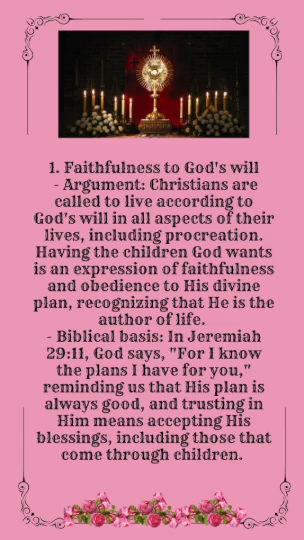 1. Faithfulness to God's will
- Argument: Christians are
called to live according to
God's will in all aspects of their
lives, including procreation.
Having the children God wants
is an expression of faithfulness
and obedience to His divine
plan, recognizing that He is the
author of life.
- Biblical basis: In Jeremiah
29:11, God says, "For I know
the plans I have for you,"
reminding us that His plan is
always good, and trusting in
Him means accepting His
blessings, including those that
come through children.